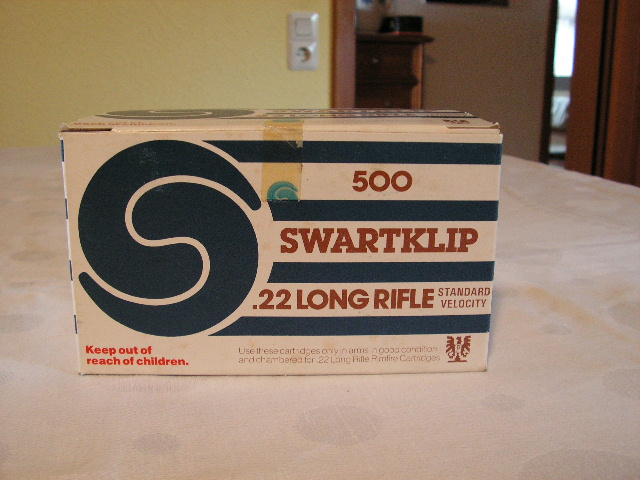 500
SWARTKLIP
.22 LONG RIFLE STANDARD VELOCITY
Keep out of
reach of children.
Use these cartridges only in arms in good condition
and chambered for .22 Long Rifle Rimfire Cartridges